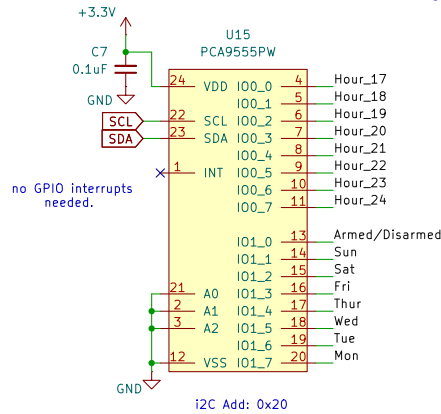 +3.3V
C7
0.1uF
GND
U15
PCA9555PW
24 VDD IO0_0 4 Hour_17
IO0_1 5 Hour_18
SCL 22 SCL IO0_2 6 Hour_19
SDA 23 SDA IO0_3 7 Hour_20
IO0_4 8 Hour_21
1 INT IO0_5 9 Hour_22
IO0_6 10 Hour_23
IO0_7 11 Hour_24
no GPIO interrupts
needed.
IO1_0 13 Armed/Disarmed
IO1_1 14 Sun
IO1_2 15 Sat
21 A0 IO1_3 16 Fri
2 A1 IO1_4 17 Thur
3 A2 IO1_5 18 Wed
IO1_6 19 Tue
12 VSS IO1_7 20 Mon
GND
i2C Add: 0x20